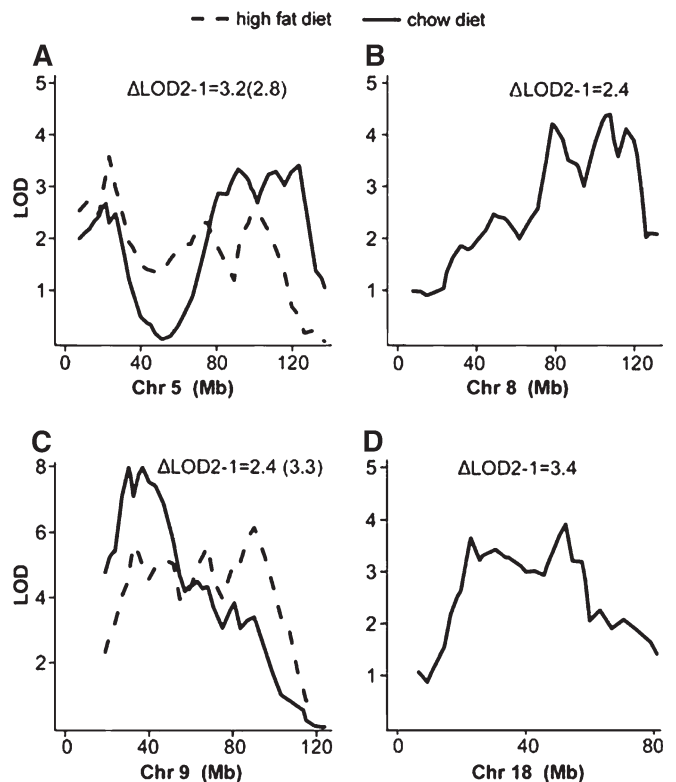 high fat diet chow diet
A B
5 ΔLOD2-1=3.2(2.8) 5 ΔLOD2-1=2.4
4 4
3 3
LOD
2 2
1 1
0 40 80 120 0 40 80 120
Chr 5 (Mb) Chr 8 (Mb)
C D
8 ΔLOD2-1=2.4 (3.3) 5 ΔLOD2-1=3.4
4
6
3
LOD
4
2
2 1
0 40 80 120 0 40 80
Chr 9 (Mb) Chr 18 (Mb)